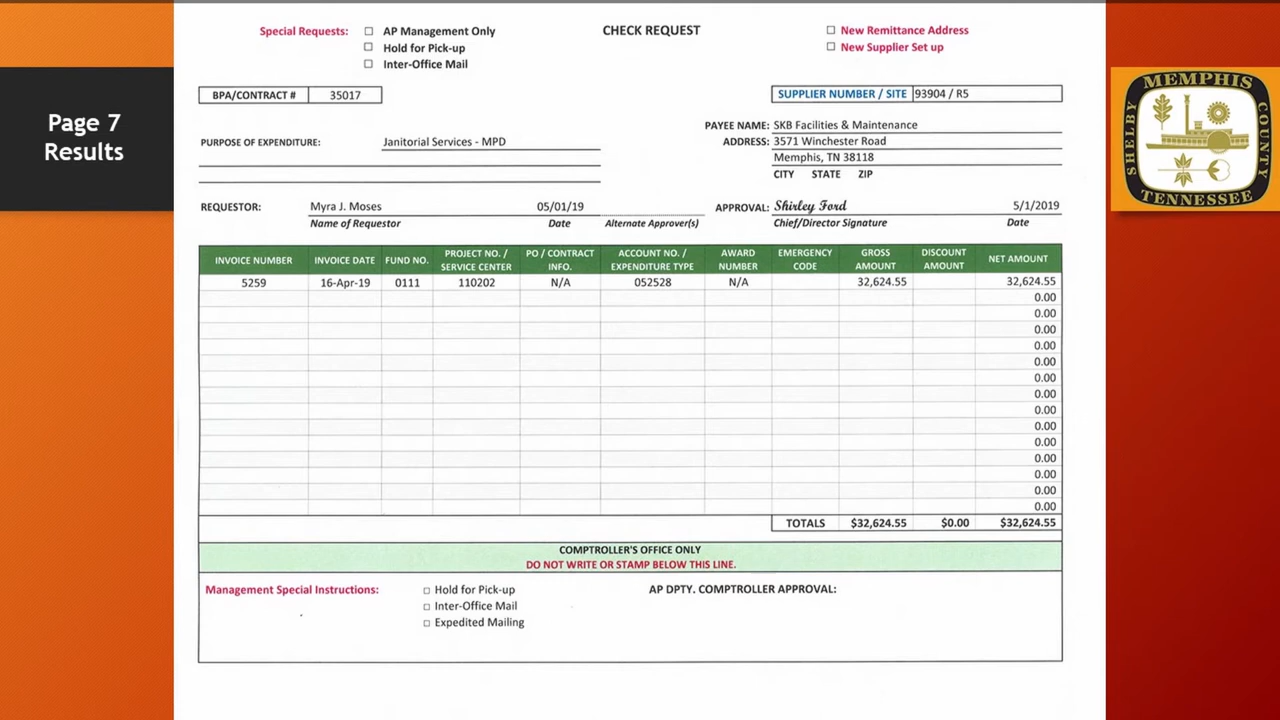 Page 7
Results
Special Requests: ☐ AP Management Only
☐ Hold for Pick-up
☐ Inter-Office Mail
CHECK REQUEST
☐ New Remittance Address
☐ New Supplier Set up
BPA/CONTRACT # 35017
SUPPLIER NUMBER / SITE 93904 / R5
PURPOSE OF EXPENDITURE: Janitorial Services - MPD
PAYEE NAME: SKB Facilities & Maintenance
ADDRESS: 3571 Winchester Road
Memphis, TN 38118
CITY STATE ZIP
REQUESTOR: Myra J. Moses 05/01/19
Name of Requestor Date Alternate Approver(s)
APPROVAL: Shirley Ford 5/1/2019
Chief/Director Signature Date
INVOICE NUMBER INVOICE DATE FUND NO. PROJECT NO. / SERVICE CENTER PO / CONTRACT INFO. ACCOUNT NO. / EXPENDITURE TYPE AWARD NUMBER EMERGENCY CODE GROSS AMOUNT DISCOUNT AMOUNT NET AMOUNT
5259 16-Apr-19 0111 110202 N/A 052528 N/A 32,624.55 32,624.55
0.00
0.00
0.00
0.00
0.00
0.00
0.00
0.00
0.00
0.00
0.00
0.00
0.00
0.00
TOTALS $32,624.55 $0.00 $32,624.55
COMPTROLLER'S OFFICE ONLY
DO NOT WRITE OR STAMP BELOW THIS LINE.
Management Special Instructions: ☐ Hold for Pick-up
☐ Inter-Office Mail
☐ Expedited Mailing
AP DPTY. COMPTROLLER APPROVAL:
MEMPHIS
SHELBY
COUNTY
TENNESSEE